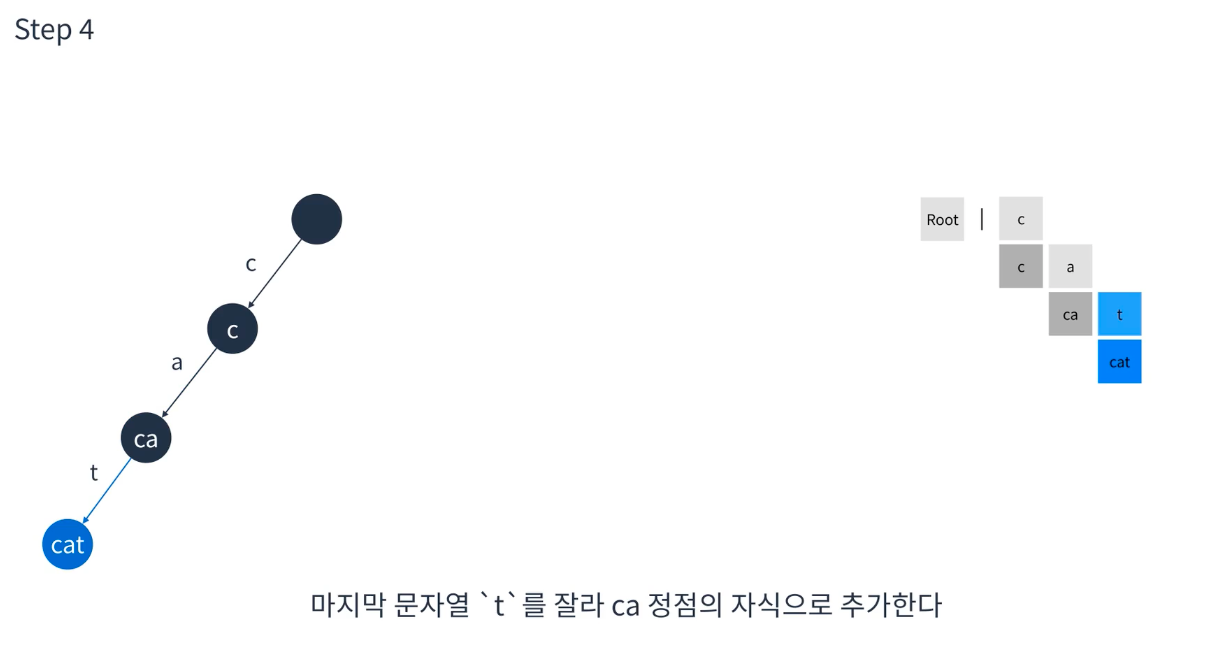 Step 4
Root | c
c
c a
c
a
ca t
ca
cat
t
cat
마지막 문자열 `t`를 잘라 ca 정점의 자식으로 추가한다